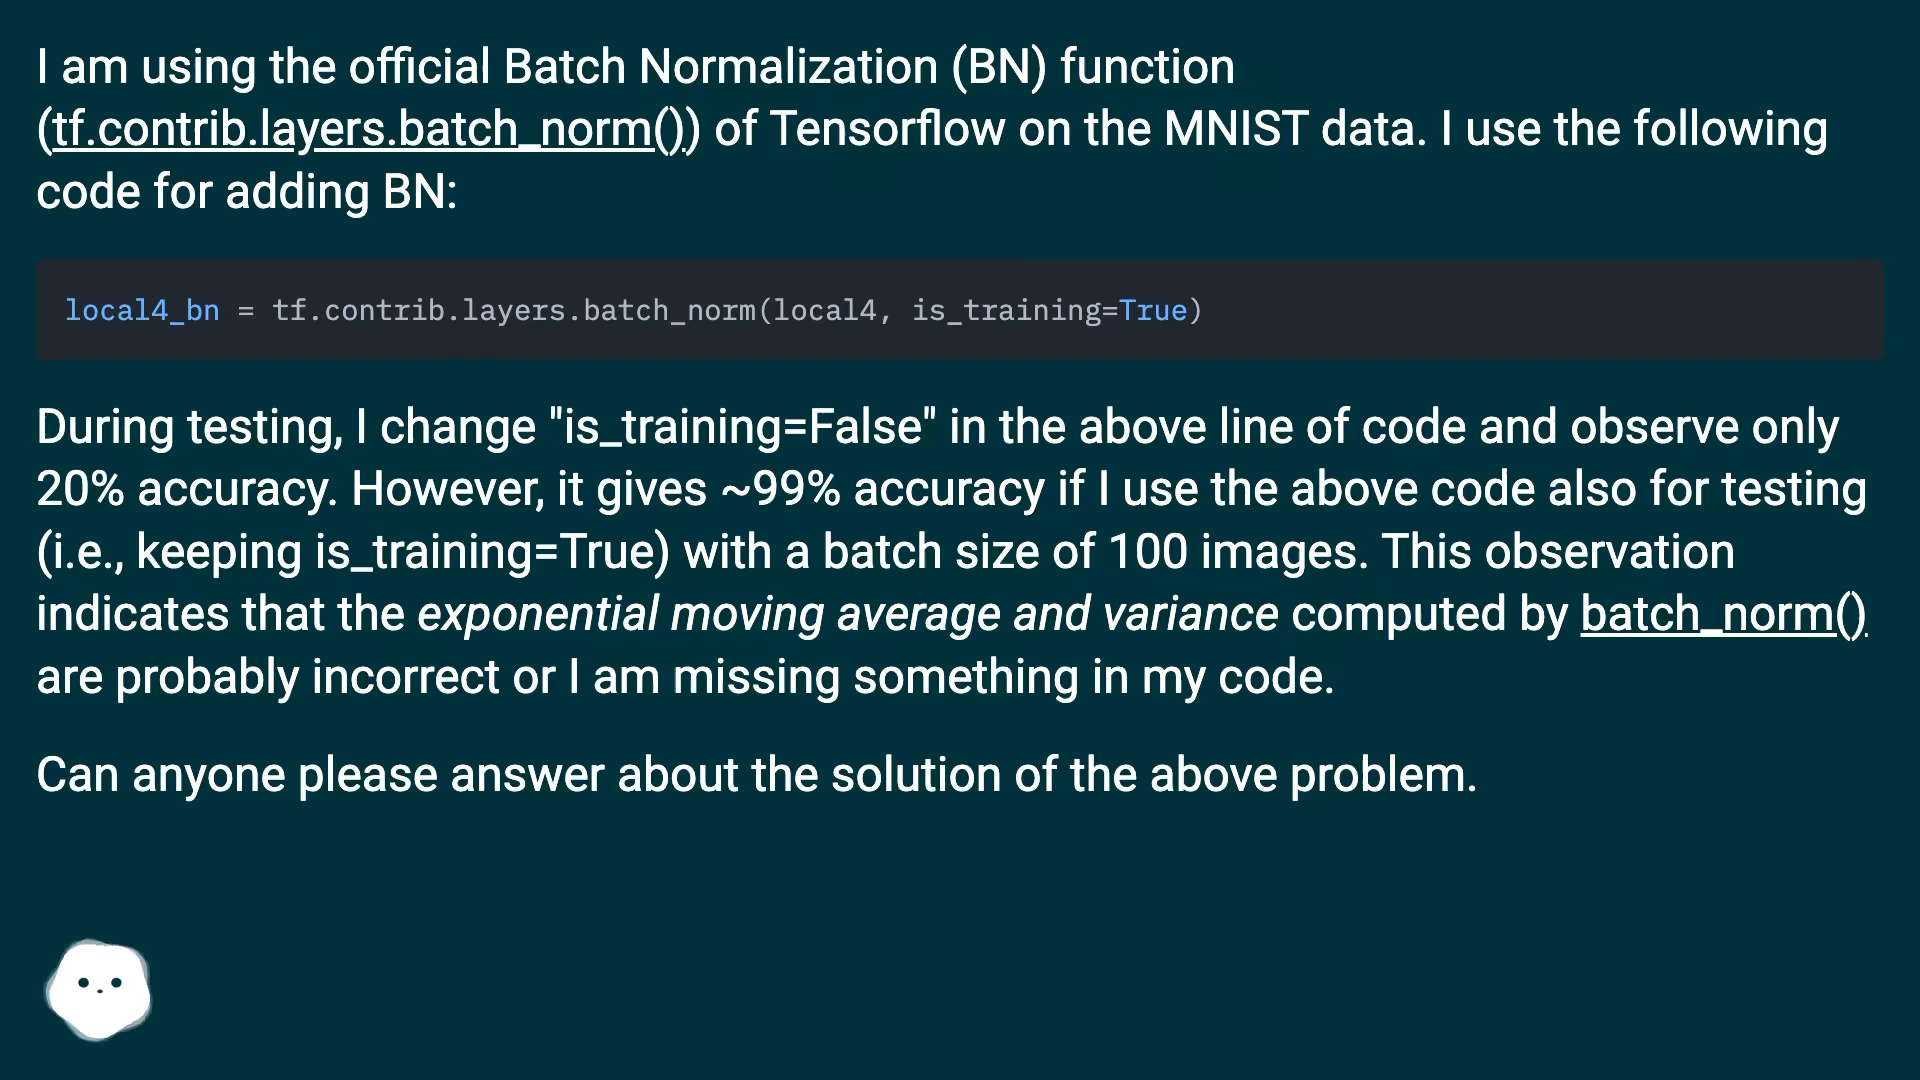 I am using the official Batch Normalization (BN) function
(tf.contrib.layers.batch_norm()) of Tensorflow on the MNIST data. I use the following
code for adding BN:
local4_bn = tf.contrib.layers.batch_norm(local4, is_training=True)
During testing, I change "is_training=False" in the above line of code and observe only
20% accuracy. However, it gives ~99% accuracy if I use the above code also for testing
(i.e., keeping is_training=True) with a batch size of 100 images. This observation
indicates that the exponential moving average and variance computed by batch_norm()
are probably incorrect or I am missing something in my code.
Can anyone please answer about the solution of the above problem.